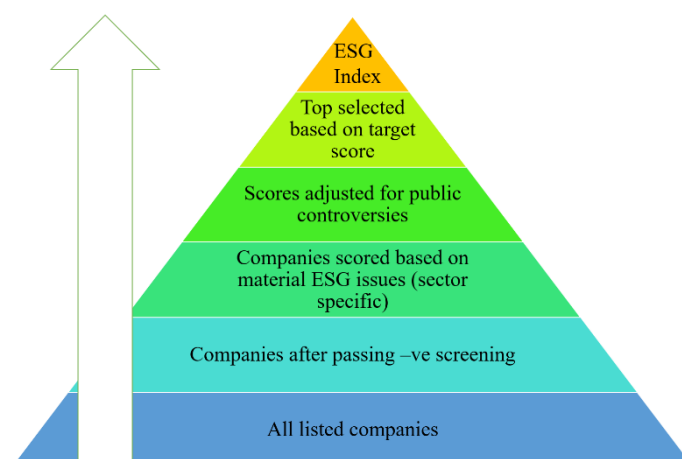 ESG
Index
Top selected
based on target
score
Scores adjusted for public
controversies
Companies scored based on
material ESG issues (sector
specific)
Companies after passing –ve screening
All listed companies